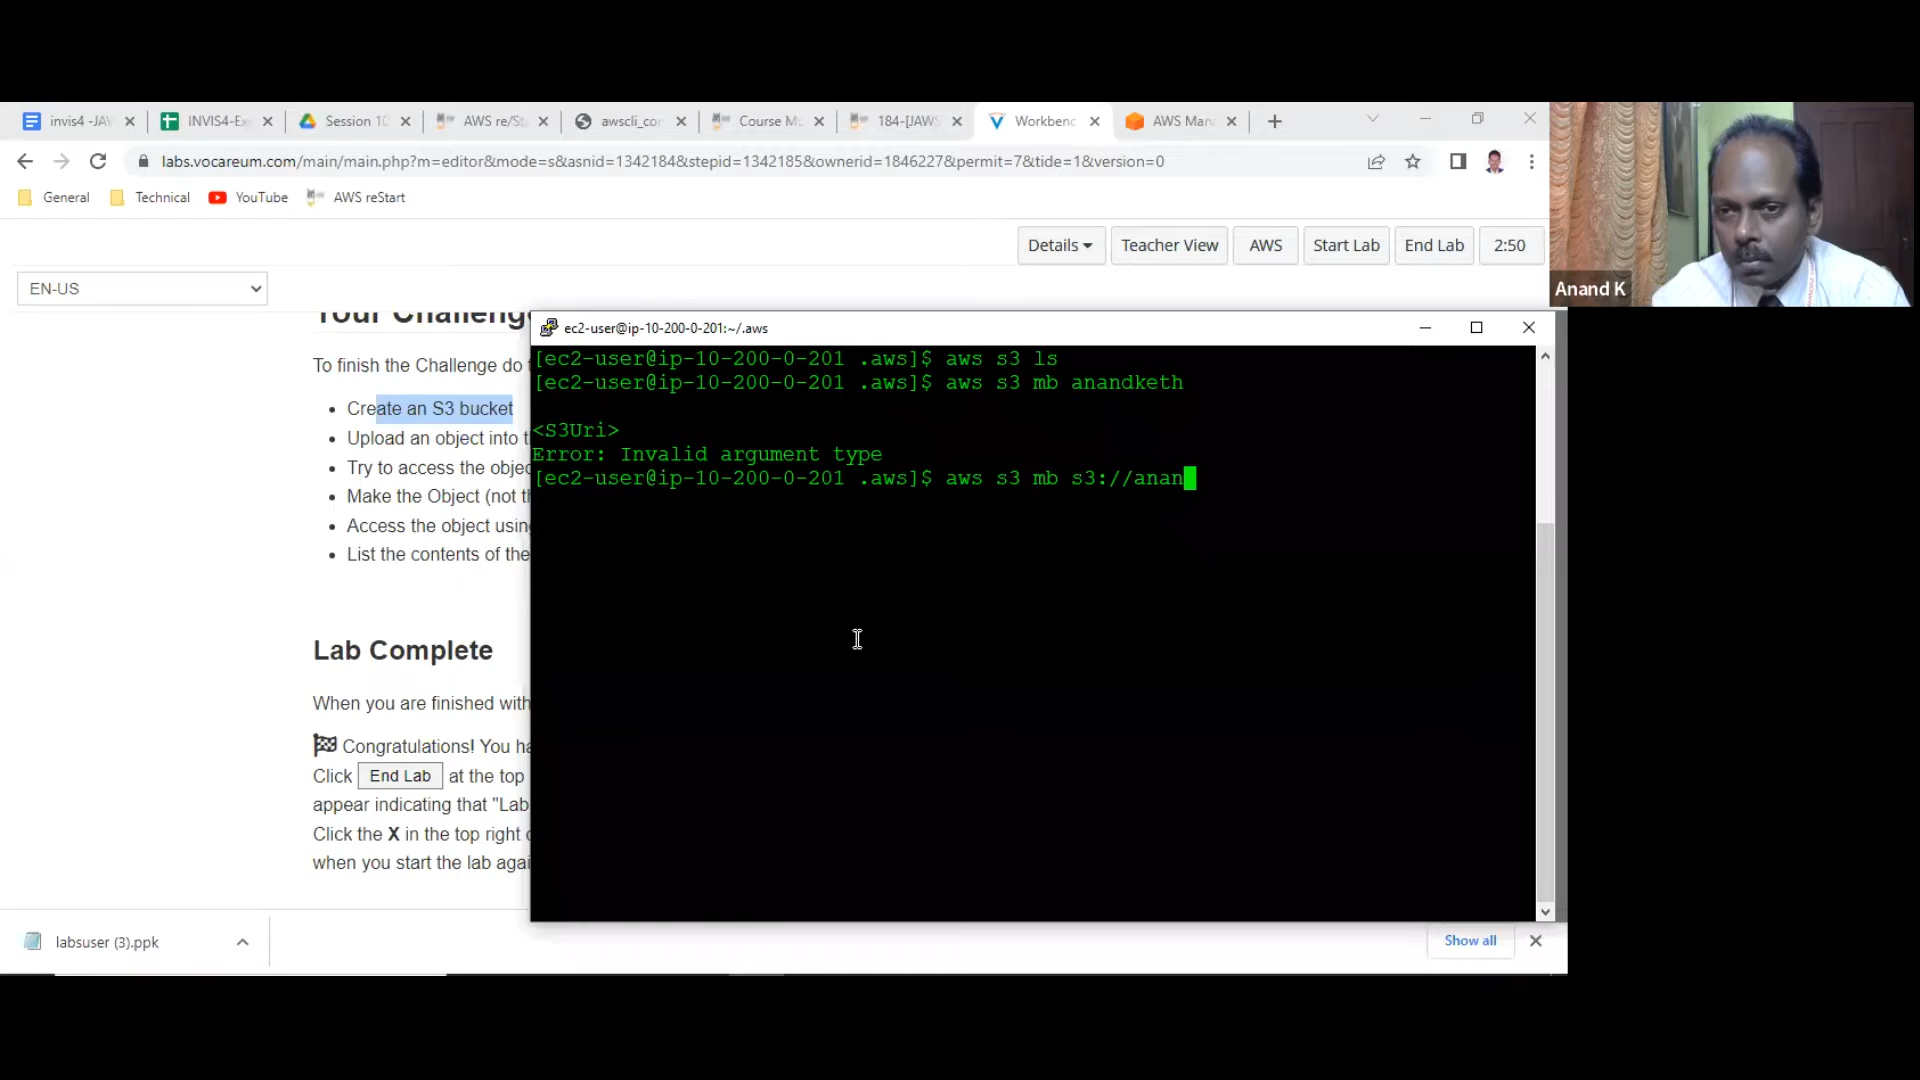 invis4 -JAV
INVIS4-Ex
Session 10
AWS re/St
awscli_cor
Course Mo
184-[JAWS
Workbenc
AWS Man
labs.vocareum.com/main/main.php?m=editor&mode=s&asnid=1342184&stepid=1342185&ownerid=1846227&permit=7&tide=1&version=0
General
Technical
YouTube
AWS reStart
Details
Teacher View
AWS
Start Lab
End Lab
2:50
EN-US
Anand K
Your Challenge
To finish the Challenge do
Create an S3 bucket
Upload an object into
Try to access the
Make the Object (not
Access the object
List the contents of the
ec2-user@ip-10-200-0-201:~/.aws
[ec2-user@ip-10-200-0-201 .aws]$ aws s3 ls
[ec2-user@ip-10-200-0-201 .aws]$ aws s3 mb anandketh
<S3Uri>
Error: Invalid argument type
[ec2-user@ip-10-200-0-201 .aws]$ aws s3 mb s3://anan
Lab Complete
When you are finished with
Congratulations! You
Click End Lab at the top
appear indicating that "Lab
Click the X in the top right
when you start the lab
labsuser (3).ppk
Show all